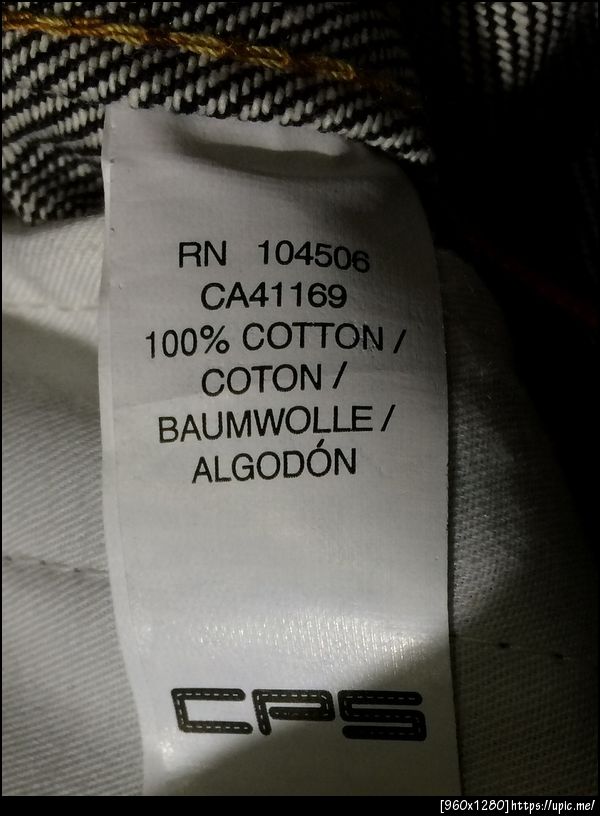 RN 104506
CA41169
100% COTTON /
COTON /
BAUMWOLLE /
ALGODÓN
CPS
[960x1280]https://upic.me/